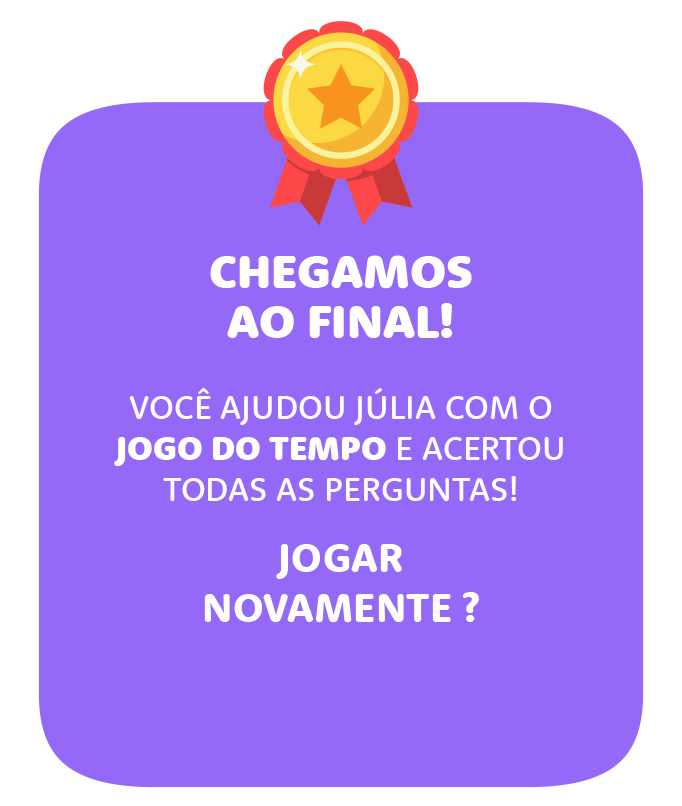 CHEGAMOS
AO FINAL!
VOCÊ AJUDOU JÚLIA COM O
JOGO DO TEMPO E ACERTOU
TODAS AS PERGUNTAS!
JOGAR
NOVAMENTE ?